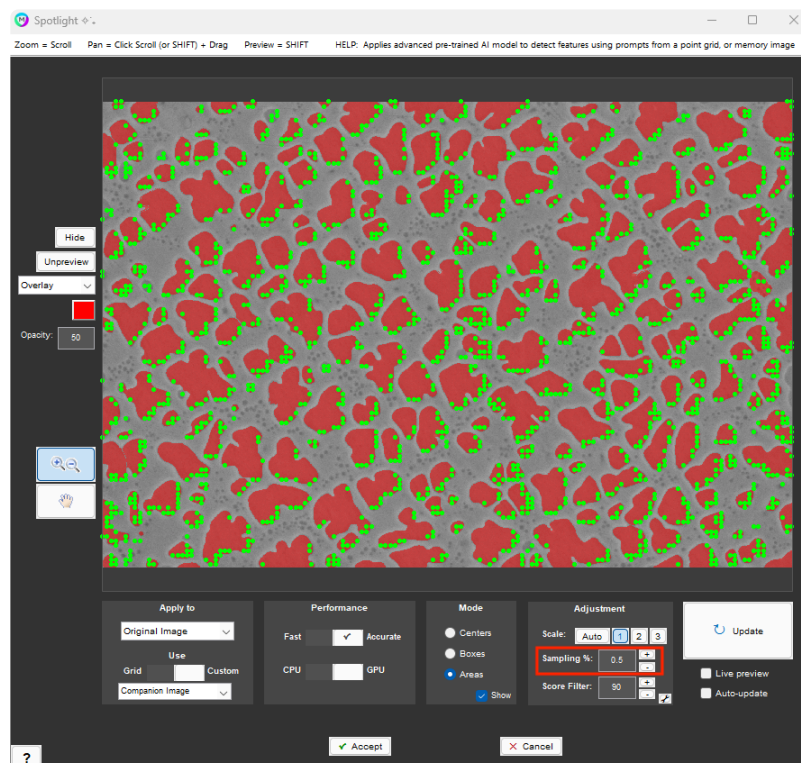 Spotlight
Zoom = Scroll    Pan = Click Scroll (or SHIFT) + Drag    Preview = SHIFT    HELP: Applies advanced pre-trained AI model to detect features using prompts from a point grid, or memory image
Hide
Unpreview
Overlay
Opacity: 50
Apply to
Original Image
Use
Grid Custom
Companion Image
Performance
Fast Accurate
CPU GPU
Mode
Centers
Boxes
Areas
Show
Adjustment
Scale: Auto 1 2 3
Sampling %: 0.5 + -
Score Filter: 90 + -
Update
Live preview
Auto-update
Accept
Cancel
?